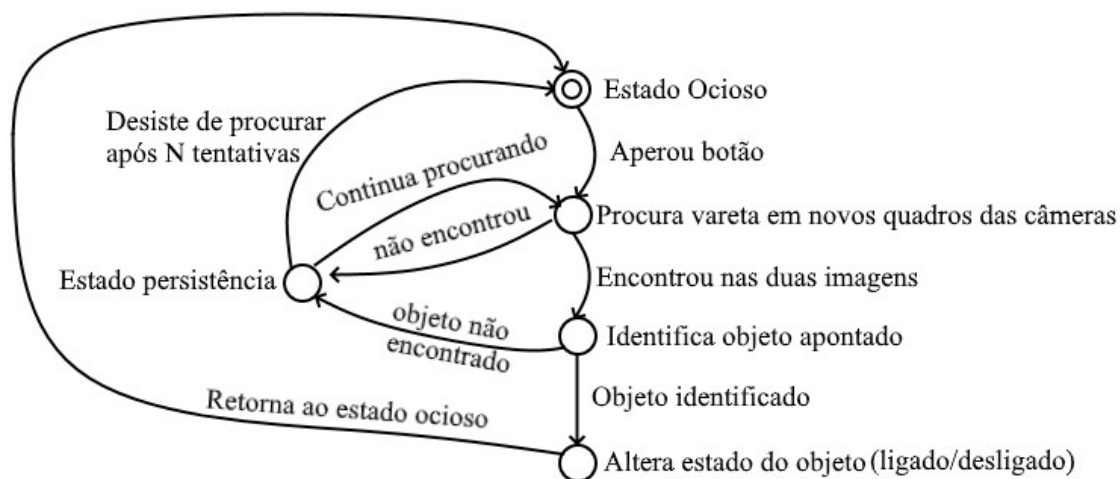 Estado Ocioso
Desiste de procurar
após N tentativas
Aperou botão
Continua procurando
Procura vareta em novos quadros das câmeras
não encontrou
Estado persistência
Encontrou nas duas imagens
objeto não
encontrado
Identifica objeto apontado
Objeto identificado
Retorna ao estado ocioso
Altera estado do objeto (ligado/desligado)